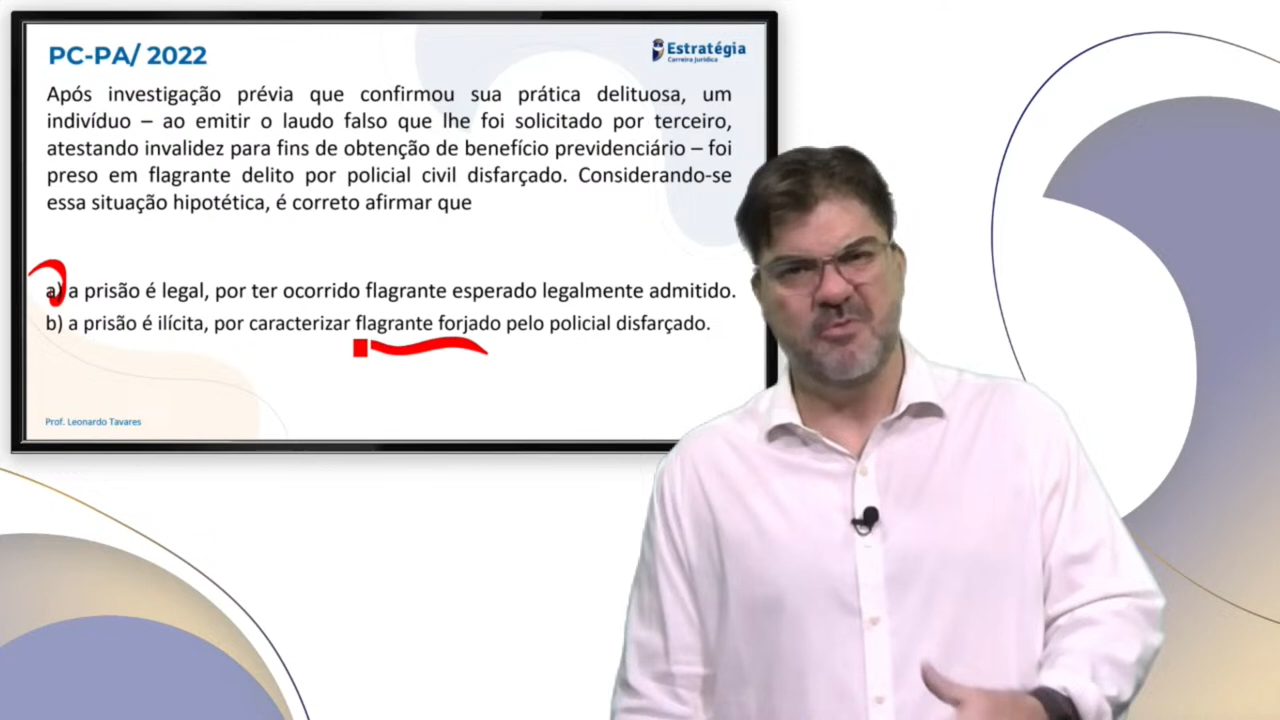 PC-PA/ 2022
Estratégia
Carreira Jurídica
Após investigação prévia que confirmou sua prática delituosa, um
indivíduo – ao emitir o laudo falso que lhe foi solicitado por terceiro,
atestando invalidez para fins de obtenção de benefício previdenciário – foi
preso em flagrante delito por policial civil disfarçado. Considerando-se
essa situação hipotética, é correto afirmar que
a) a prisão é legal, por ter ocorrido flagrante esperado legalmente admitido.
b) a prisão é ilícita, por caracterizar flagrante forjado pelo policial disfarçado.
Prof. Leonardo Tavares